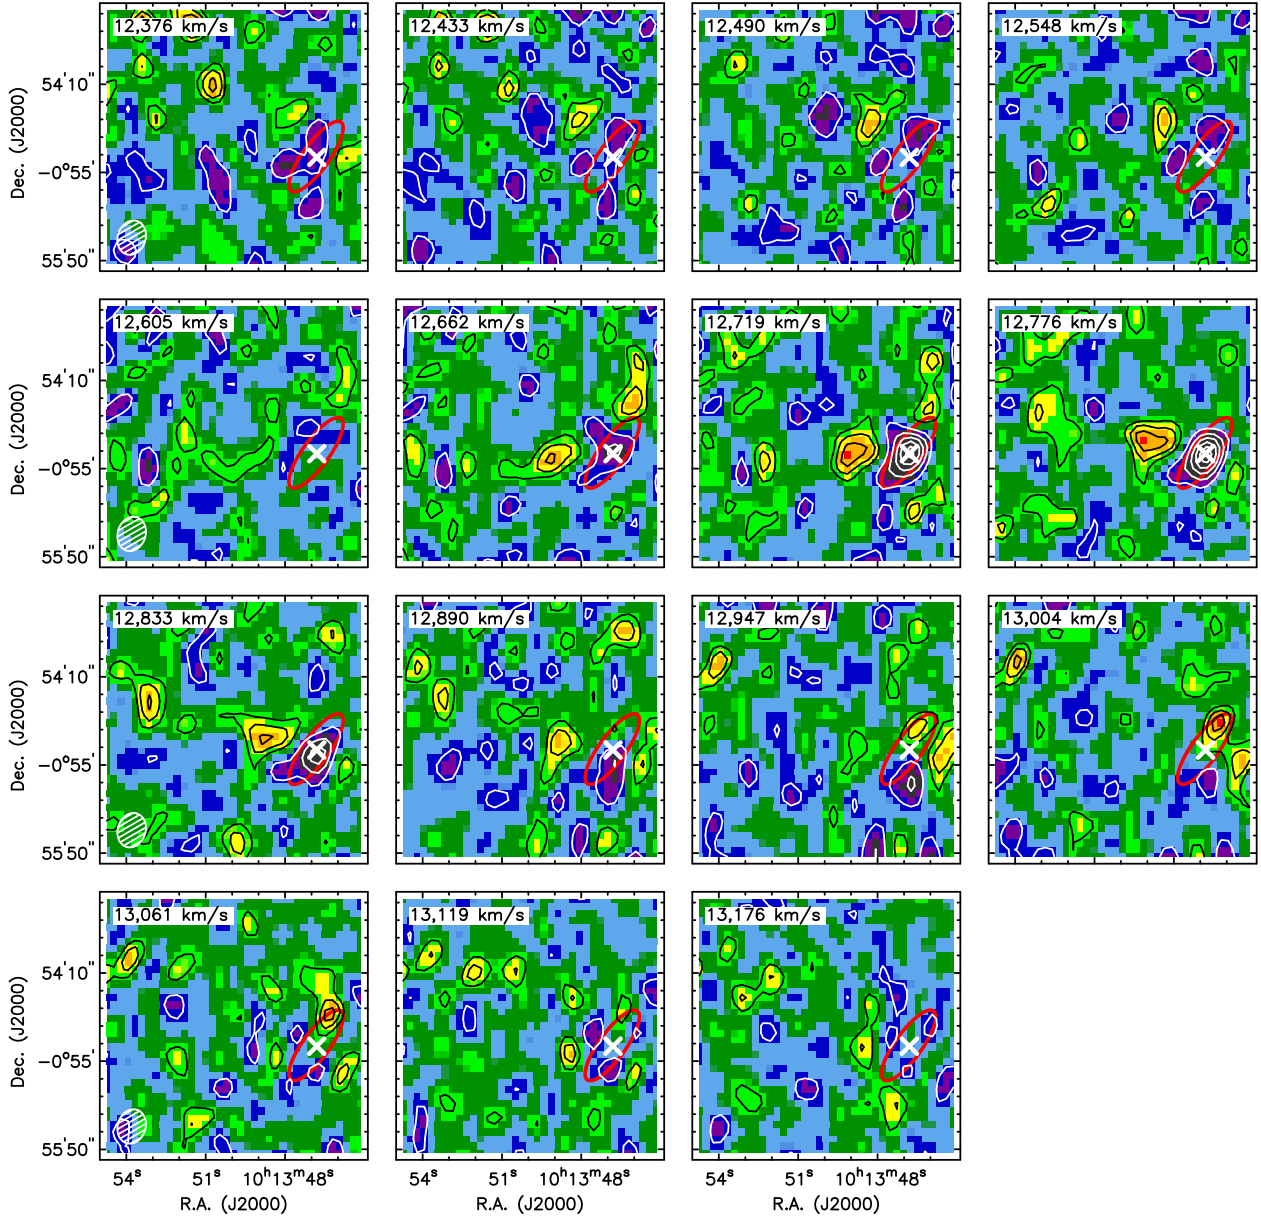 12,376 km/s
12,433 km/s
12,490 km/s
12,548 km/s
Dec. (J2000)
54'10"
−0°55'
55'50"
12,605 km/s
12,662 km/s
12,719 km/s
12,776 km/s
Dec. (J2000)
54'10"
−0°55'
55'50"
12,833 km/s
12,890 km/s
12,947 km/s
13,004 km/s
Dec. (J2000)
54'10"
−0°55'
55'50"
13,061 km/s
13,119 km/s
13,176 km/s
Dec. (J2000)
54'10"
−0°55'
55'50"
54ˢ 51ˢ 10ʰ13ᵐ48ˢ
54ˢ 51ˢ 10ʰ13ᵐ48ˢ
54ˢ 51ˢ 10ʰ13ᵐ48ˢ
R.A. (J2000)
R.A. (J2000)
R.A. (J2000)